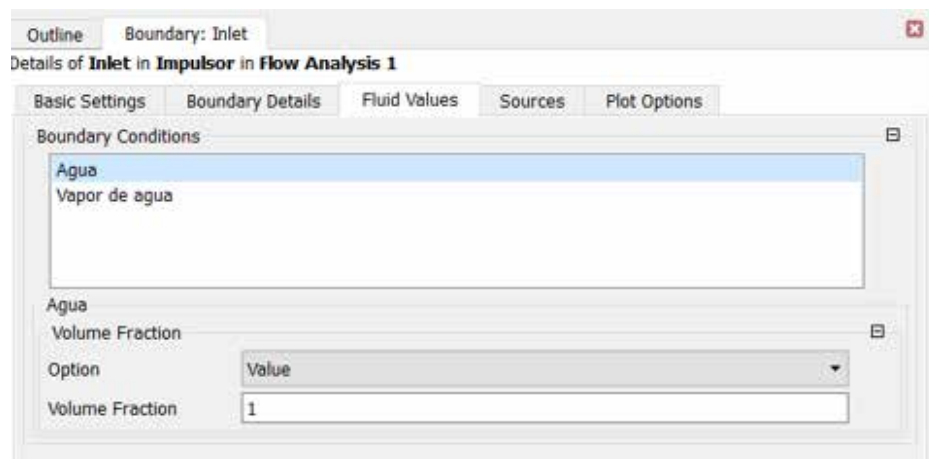 Outline Boundary: Inlet
Details of Inlet in Impulsor in Flow Analysis 1
Basic Settings Boundary Details Fluid Values Sources Plot Options
Boundary Conditions
Agua
Vapor de agua
Agua
Volume Fraction
Option Value
Volume Fraction 1